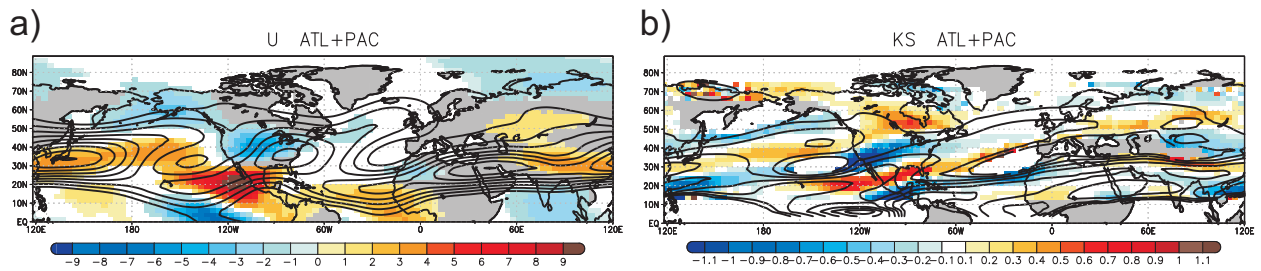 a)
U ATL+PAC
80N
70N
60N
50N
40N
30N
20N
10N
EQ
120E 180 120W 60W 0 60E 120E
-9 -8 -7 -6 -5 -4 -3 -2 -1 0 1 2 3 4 5 6 7 8 9
b)
KS ATL+PAC
80N
70N
60N
50N
40N
30N
20N
10N
EQ
120E 180 120W 60W 0 60E 120E
-1.1 -1 -0.9 -0.8 -0.7 -0.6 -0.5 -0.4 -0.3 -0.2 -0.1 0.1 0.2 0.3 0.4 0.5 0.6 0.7 0.8 0.9 1 1.1